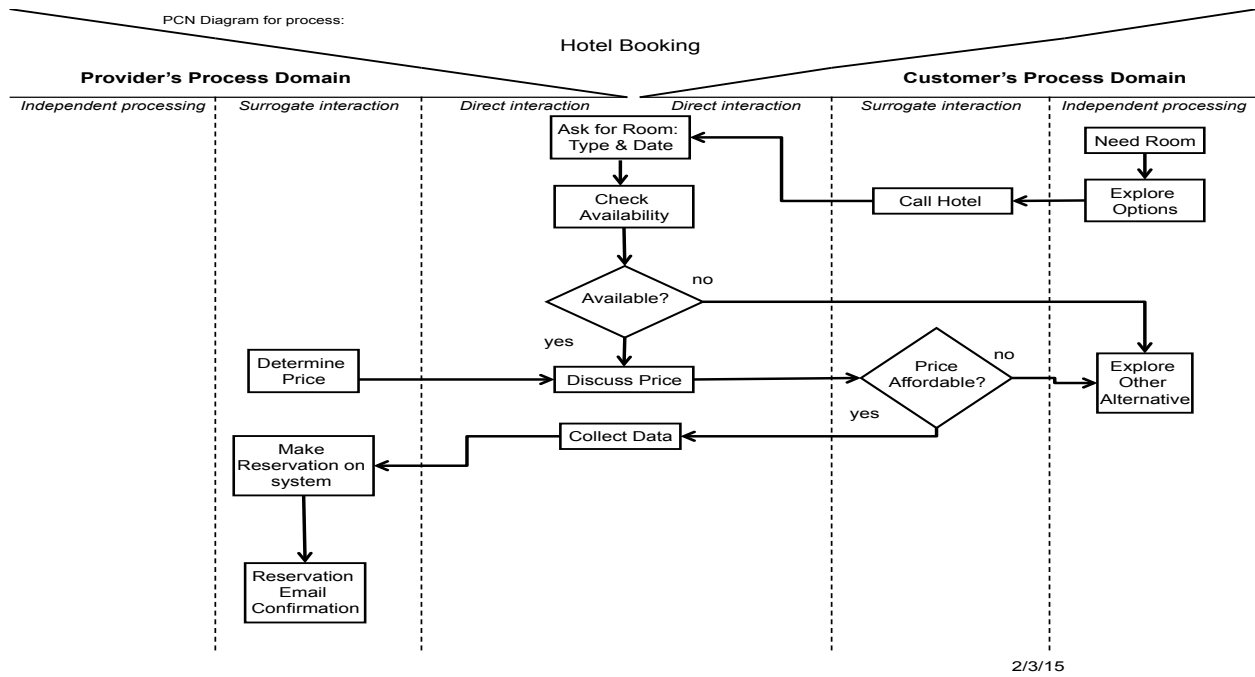 PCN Diagram for process:
Hotel Booking
Provider's Process Domain
Customer's Process Domain
Independent processing
Surrogate interaction
Direct interaction
Direct interaction
Surrogate interaction
Independent processing
Ask for Room:
Type & Date
Need Room
Check
Availability
Call Hotel
Explore
Options
Available?
no
yes
Determine
Price
Discuss Price
Price
Affordable?
no
yes
Explore
Other
Alternative
Collect Data
Make
Reservation on
system
Reservation
Email
Confirmation
2/3/15